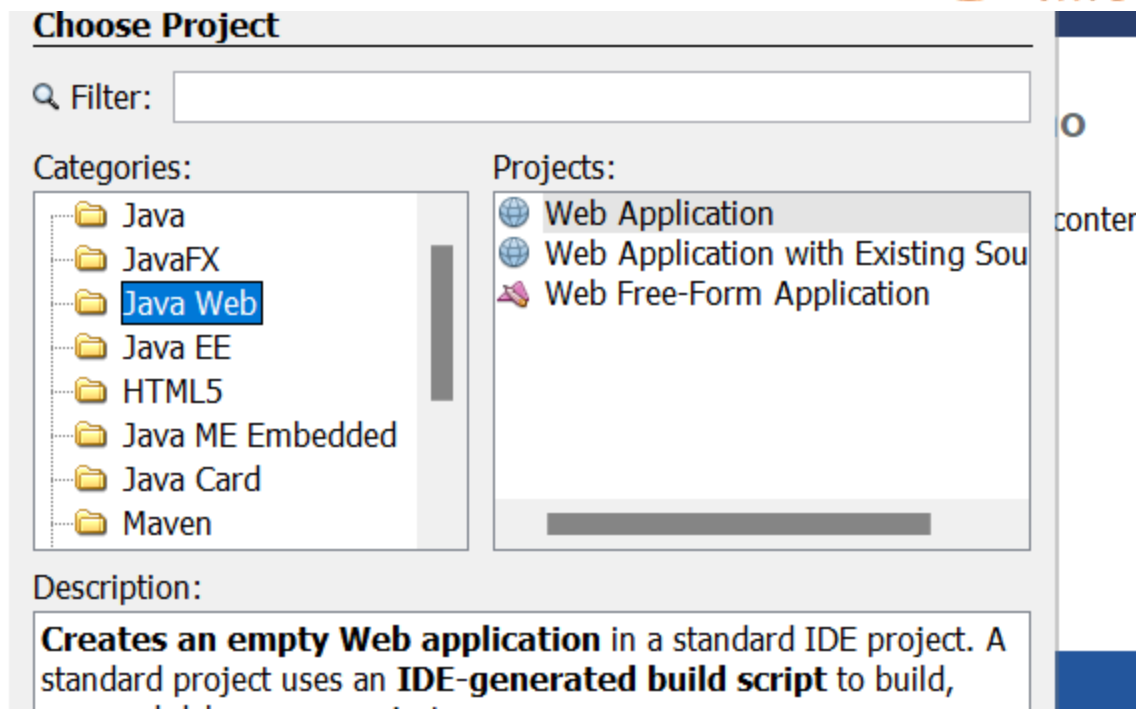 Choose Project
Filter:
Categories:
Projects:
Java
JavaFX
Java Web
Java EE
HTML5
Java ME Embedded
Java Card
Maven
Web Application
Web Application with Existing Sou
Web Free-Form Application
Description:
Creates an empty Web application in a standard IDE project. A
standard project uses an IDE-generated build script to build,